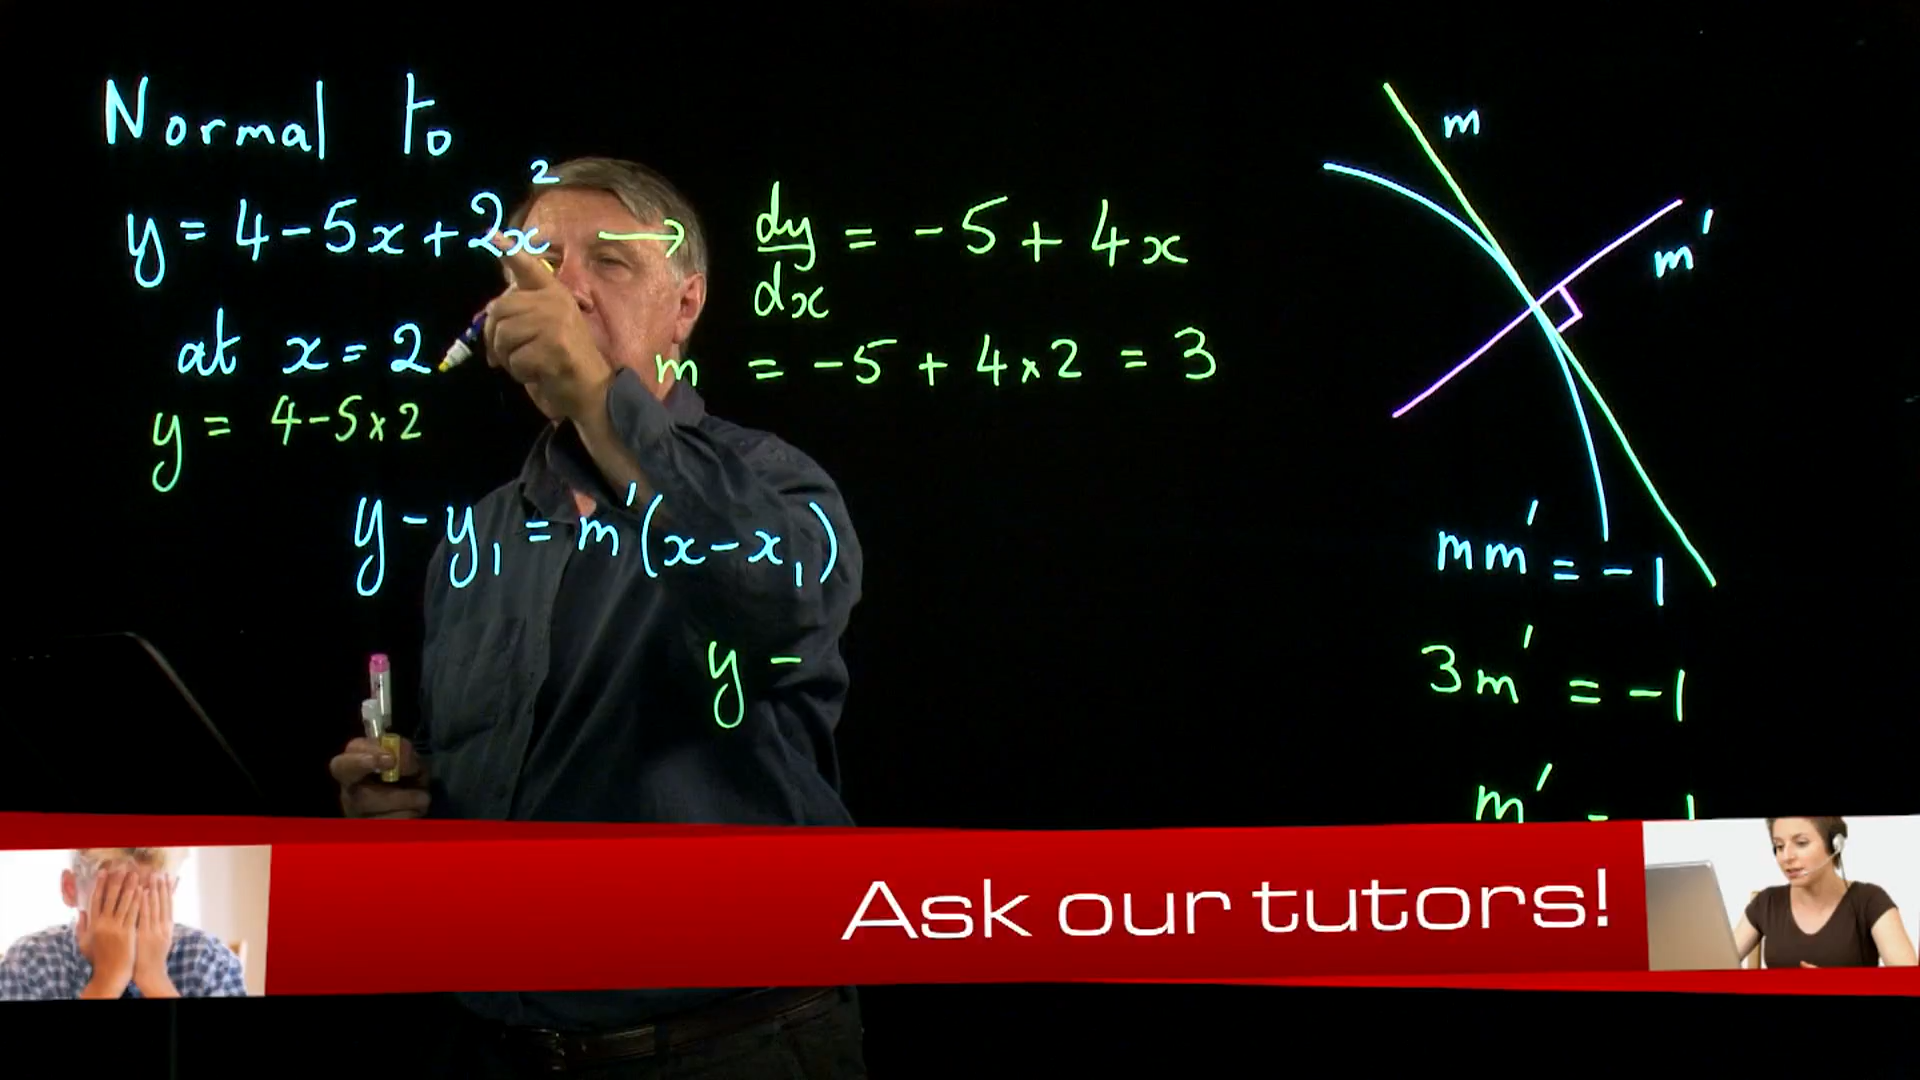 Normal to
y = 4 - 5x + 2x² → dy/dx = -5 + 4x
at x = 2
m = -5 + 4 × 2 = 3
y = 4 - 5 × 2
y - y₁ = m'(x - x₁)
y -
m
m'
mm' = -1
3m' = -1
Ask our tutors!